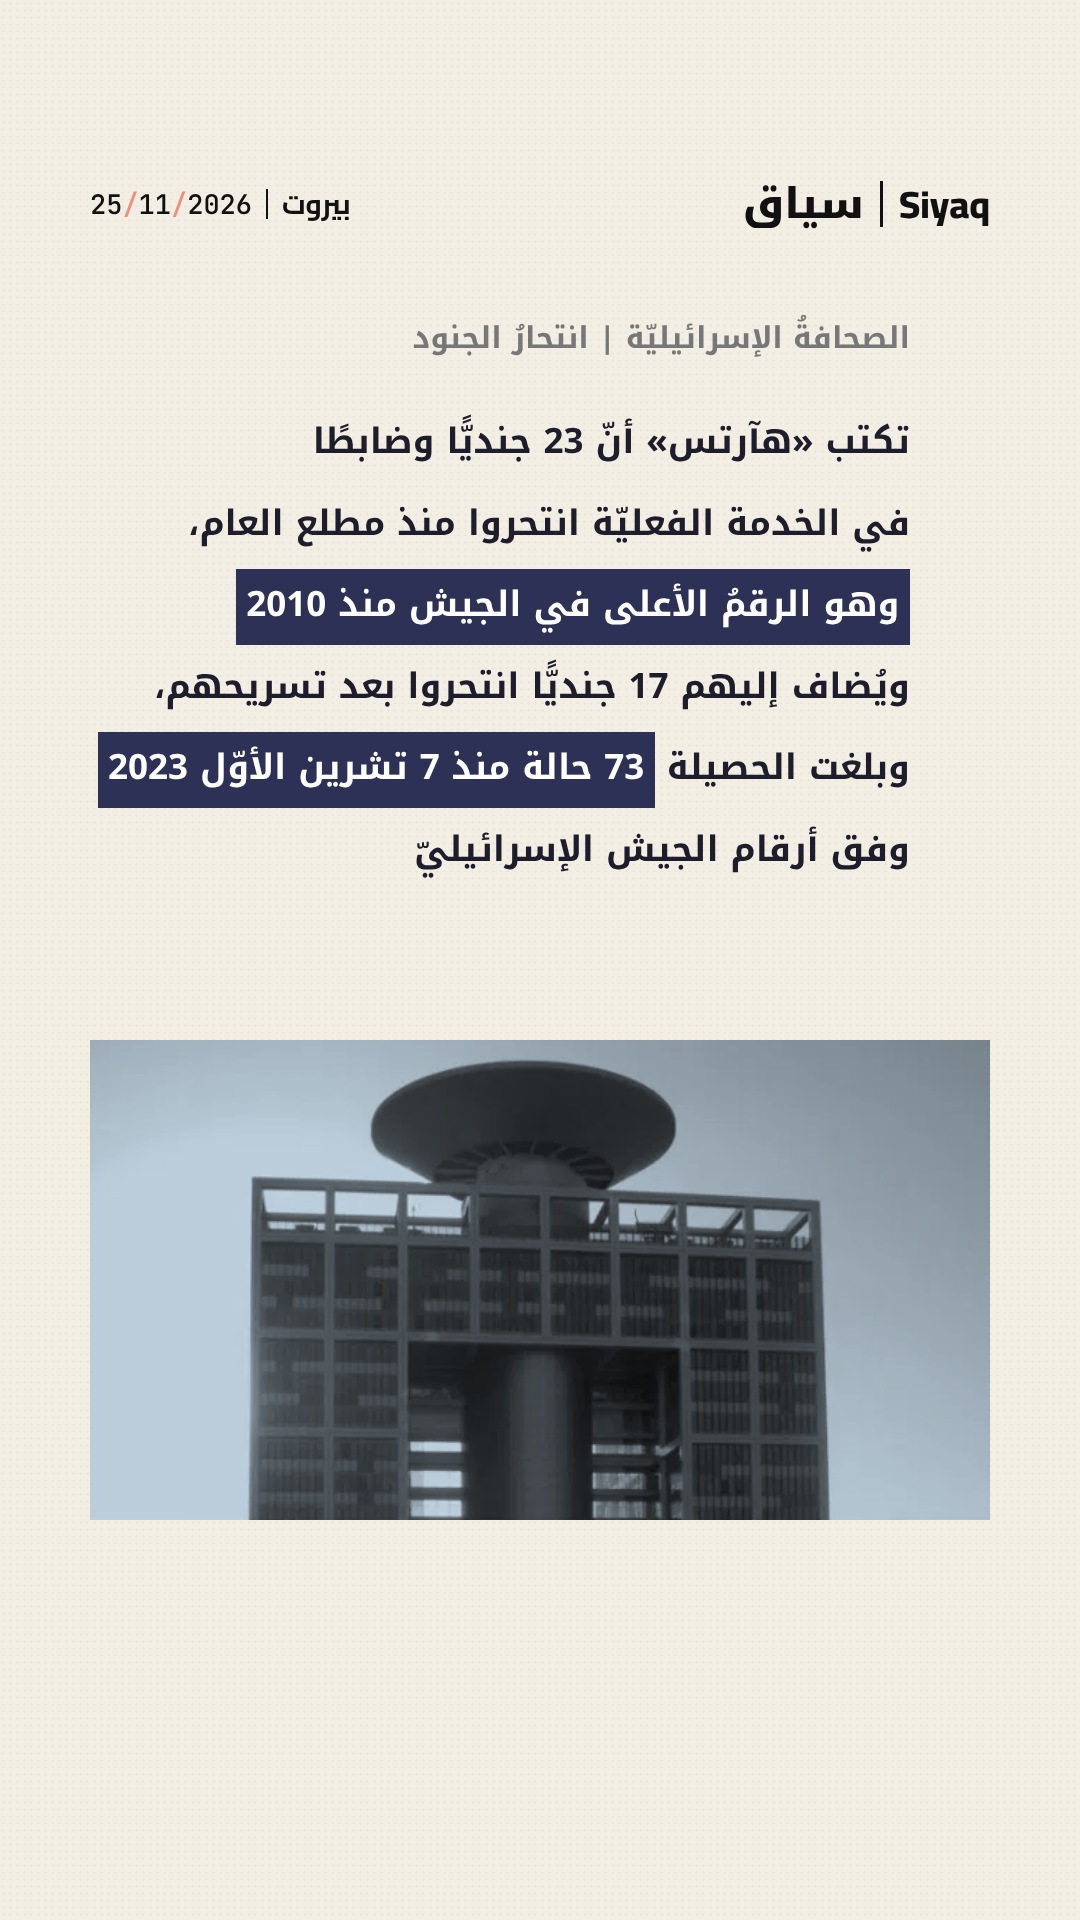 سياق | Siyaq
بيروت | 25/11/2026
الصحافةُ الإسرائيليّة | انتحارُ الجنود
تكتب «هآرتس» أنّ 23 جنديًّا وضابطًا
في الخدمة الفعليّة انتحروا منذ مطلع العام،
وهو الرقمُ الأعلى في الجيش منذ 2010
ويُضاف إليهم 17 جنديًّا انتحروا بعد تسريحهم،
وبلغت الحصيلة 73 حالة منذ 7 تشرين الأوّل 2023
وفق أرقام الجيش الإسرائيليّ